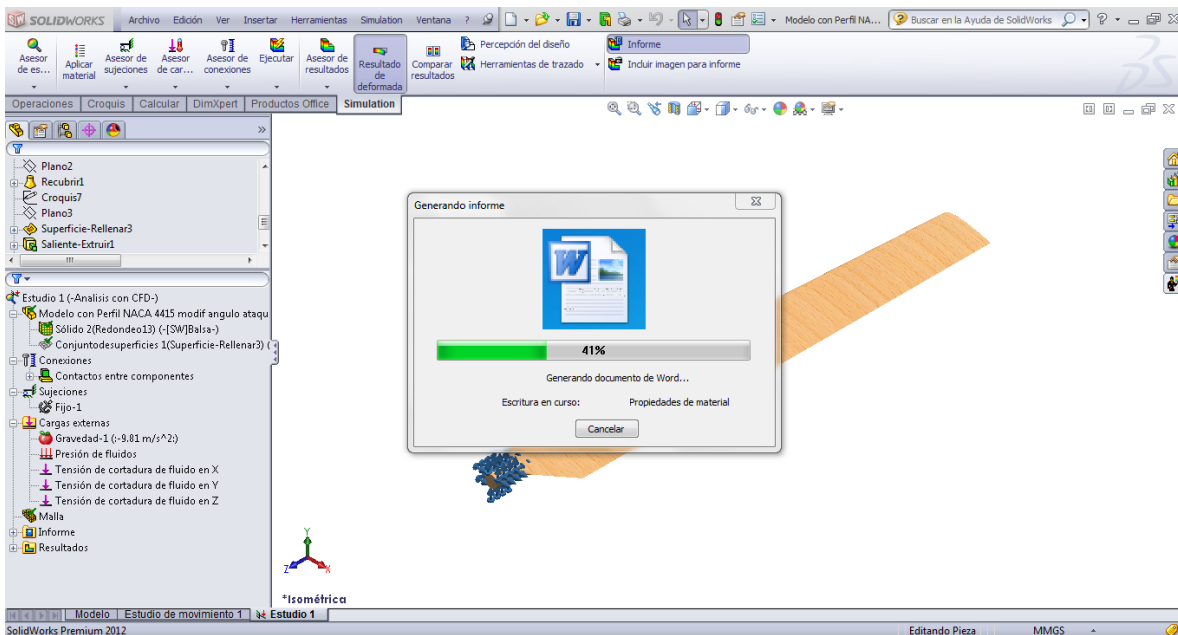 SOLIDWORKS Archivo Edición Ver Insertar Herramientas Simulation Ventana ? Modelo con Perfil NA... Buscar en la Ayuda de SolidWorks ?
Asesor de es...
Aplicar material
Asesor de sujeciones
Asesor de car...
Asesor de conexiones
Ejecutar
Asesor de resultados
Resultado de deformada
Comparar resultados
Percepción del diseño
Herramientas de trazado
Informe
Incluir imagen para informe
Operaciones Croquis Calcular DimXpert Productos Office Simulation
Plano2
Recubrir1
Croquis7
Plano3
Superficie-Rellenar3
Saliente-Extruir1
Estudio 1 (-Analisis con CFD-)
Modelo con Perfil NACA 4415 modif angulo ataqu
Sólido 2(Redondeo13) (-[SW]Balsa-)
Conjuntodesuperficies 1(Superficie-Rellenar3) (
Conexiones
Contactos entre componentes
Sujeciones
Fijo-1
Cargas externas
Gravedad-1 (:-9.81 m/s^2:)
Presión de fluidos
Tensión de cortadura de fluido en X
Tensión de cortadura de fluido en Y
Tensión de cortadura de fluido en Z
Malla
Informe
Resultados
Generando informe
W
41%
Generando documento de Word...
Escritura en curso: Propiedades de material
Cancelar
Y
Z X
*Isométrica
Modelo Estudio de movimiento 1 Estudio 1
SolidWorks Premium 2012 Editando Pieza MMGS